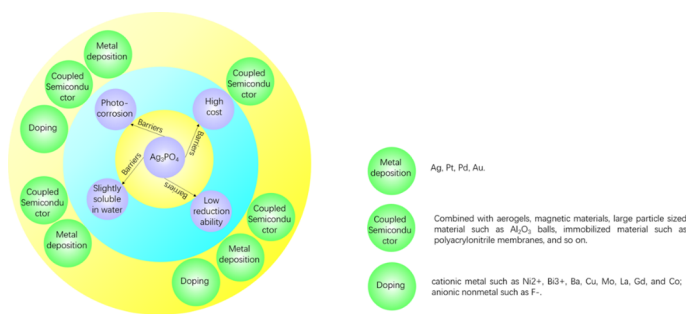 Metal
deposition
Coupled
Semicondu
ctor
Doping
Coupled
Semicondu
ctor
Photo-
corrosion
High
cost
Barriers
Barriers
Ag₃PO₄
Barriers
Barriers
Slightly
soluble
in water
Low
reduction
ability
Coupled
Semicondu
ctor
Metal
deposition
Coupled
Semicondu
ctor
Metal
deposition
Doping
Metal
deposition
Ag, Pt, Pd, Au.
Coupled
Semicondu
ctor
Combined with aerogels, magnetic materials, large particle sized
material such as Al₂O₃ balls, immobilized material such as
polyacrylonitrile membranes, and so on.
Doping
cationic metal such as Ni2+, Bi3+, Ba, Cu, Mo, La, Gd, and Co;
anionic nonmetal such as F-.